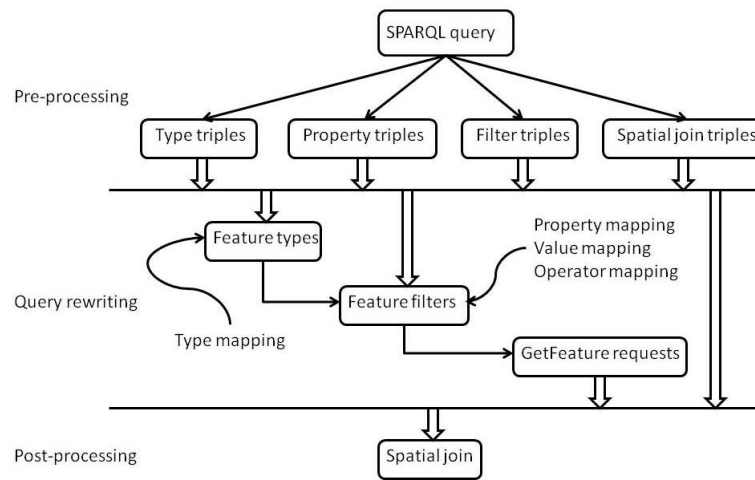 SPARQL query
Pre-processing
Type triples
Property triples
Filter triples
Spatial join triples
Feature types
Property mapping
Value mapping
Operator mapping
Query rewriting
Feature filters
Type mapping
GetFeature requests
Post-processing
Spatial join